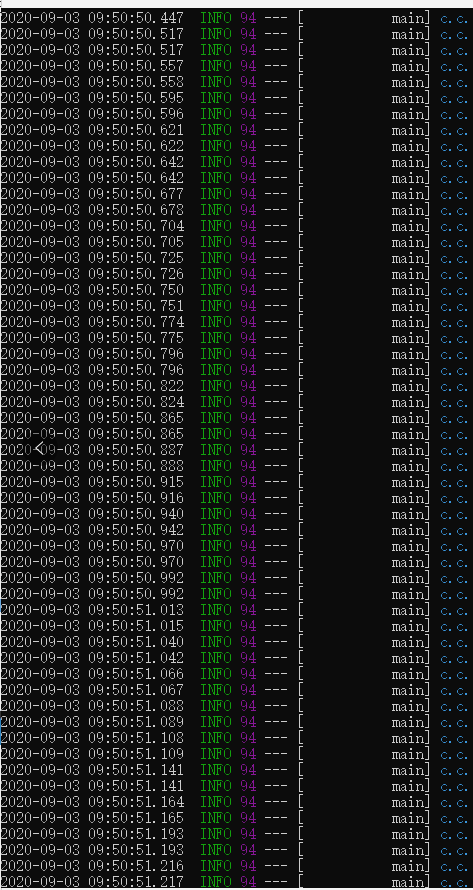 2020-09-03 09:50:50.447  INFO 94 --- [           main] c.c.
2020-09-03 09:50:50.517  INFO 94 --- [           main] c.c.
2020-09-03 09:50:50.517  INFO 94 --- [           main] c.c.
2020-09-03 09:50:50.557  INFO 94 --- [           main] c.c.
2020-09-03 09:50:50.558  INFO 94 --- [           main] c.c.
2020-09-03 09:50:50.595  INFO 94 --- [           main] c.c.
2020-09-03 09:50:50.596  INFO 94 --- [           main] c.c.
2020-09-03 09:50:50.621  INFO 94 --- [           main] c.c.
2020-09-03 09:50:50.622  INFO 94 --- [           main] c.c.
2020-09-03 09:50:50.642  INFO 94 --- [           main] c.c.
2020-09-03 09:50:50.642  INFO 94 --- [           main] c.c.
2020-09-03 09:50:50.677  INFO 94 --- [           main] c.c.
2020-09-03 09:50:50.678  INFO 94 --- [           main] c.c.
2020-09-03 09:50:50.704  INFO 94 --- [           main] c.c.
2020-09-03 09:50:50.705  INFO 94 --- [           main] c.c.
2020-09-03 09:50:50.725  INFO 94 --- [           main] c.c.
2020-09-03 09:50:50.726  INFO 94 --- [           main] c.c.
2020-09-03 09:50:50.750  INFO 94 --- [           main] c.c.
2020-09-03 09:50:50.751  INFO 94 --- [           main] c.c.
2020-09-03 09:50:50.774  INFO 94 --- [           main] c.c.
2020-09-03 09:50:50.775  INFO 94 --- [           main] c.c.
2020-09-03 09:50:50.796  INFO 94 --- [           main] c.c.
2020-09-03 09:50:50.796  INFO 94 --- [           main] c.c.
2020-09-03 09:50:50.822  INFO 94 --- [           main] c.c.
2020-09-03 09:50:50.824  INFO 94 --- [           main] c.c.
2020-09-03 09:50:50.865  INFO 94 --- [           main] c.c.
2020-09-03 09:50:50.865  INFO 94 --- [           main] c.c.
2020-09-03 09:50:50.887  INFO 94 --- [           main] c.c.
2020-09-03 09:50:50.888  INFO 94 --- [           main] c.c.
2020-09-03 09:50:50.915  INFO 94 --- [           main] c.c.
2020-09-03 09:50:50.916  INFO 94 --- [           main] c.c.
2020-09-03 09:50:50.940  INFO 94 --- [           main] c.c.
2020-09-03 09:50:50.942  INFO 94 --- [           main] c.c.
2020-09-03 09:50:50.970  INFO 94 --- [           main] c.c.
2020-09-03 09:50:50.970  INFO 94 --- [           main] c.c.
2020-09-03 09:50:50.992  INFO 94 --- [           main] c.c.
2020-09-03 09:50:50.992  INFO 94 --- [           main] c.c.
2020-09-03 09:50:51.013  INFO 94 --- [           main] c.c.
2020-09-03 09:50:51.015  INFO 94 --- [           main] c.c.
2020-09-03 09:50:51.040  INFO 94 --- [           main] c.c.
2020-09-03 09:50:51.042  INFO 94 --- [           main] c.c.
2020-09-03 09:50:51.066  INFO 94 --- [           main] c.c.
2020-09-03 09:50:51.067  INFO 94 --- [           main] c.c.
2020-09-03 09:50:51.088  INFO 94 --- [           main] c.c.
2020-09-03 09:50:51.089  INFO 94 --- [           main] c.c.
2020-09-03 09:50:51.108  INFO 94 --- [           main] c.c.
2020-09-03 09:50:51.109  INFO 94 --- [           main] c.c.
2020-09-03 09:50:51.141  INFO 94 --- [           main] c.c.
2020-09-03 09:50:51.141  INFO 94 --- [           main] c.c.
2020-09-03 09:50:51.164  INFO 94 --- [           main] c.c.
2020-09-03 09:50:51.165  INFO 94 --- [           main] c.c.
2020-09-03 09:50:51.193  INFO 94 --- [           main] c.c.
2020-09-03 09:50:51.193  INFO 94 --- [           main] c.c.
2020-09-03 09:50:51.216  INFO 94 --- [           main] c.c.
2020-09-03 09:50:51.217  INFO 94 --- [           main] c.c.